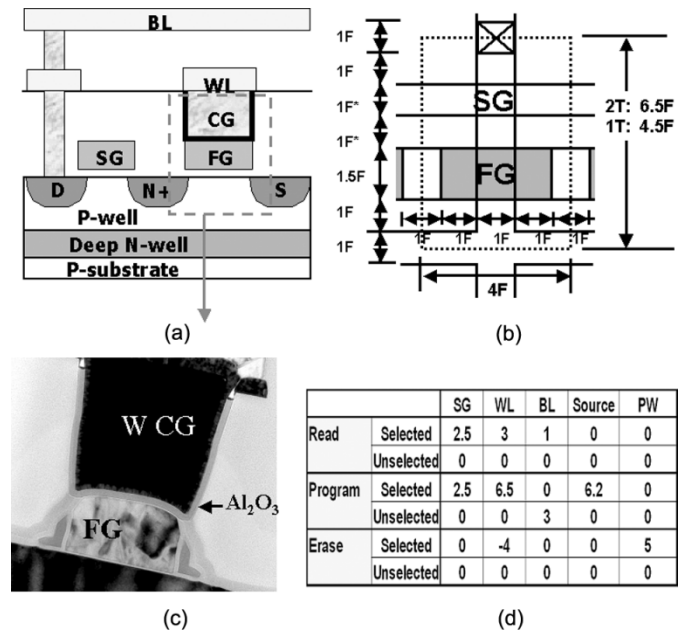 BL
WL
CG
SG
FG
D
N+
S
P-well
Deep N-well
P-substrate
(a)
1F
1F
1F*
1F*
1.5F
1F
1F
SG
FG
2T: 6.5F
1T: 4.5F
1F 1F 1F 1F 1F
4F
(b)
W CG
Al₂O₃
FG
(c)
SG WL BL Source PW
Read Selected 2.5 3 1 0 0
Unselected 0 0 0 0 0
Program Selected 2.5 6.5 0 6.2 0
Unselected 0 0 3 0 0
Erase Selected 0 -4 0 0 5
Unselected 0 0 0 0 0
(d)